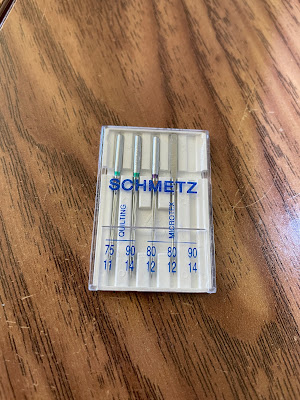 SCHMETZ
QUILTING
MICROTEX
75 90 80 80 90
11 14 12 12 14